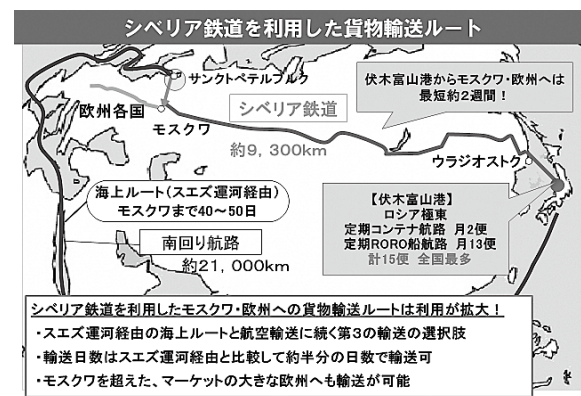 シベリア鉄道を利用した貨物輸送ルート
サンクトペテルブルク
伏木富山港からモスクワ・欧州へは
最短約2週間！
欧州各国
シベリア鉄道
モスクワ
約9，300km
ウラジオストク
海上ルート（スエズ運河経由）
モスクワまで40～50日
【伏木富山港】
ロシア極東
定期コンテナ航路 月2便
定期RORO船航路 月13便
計15便 全国最多
南回り航路
約21，000km
シベリア鉄道を利用したモスクワ・欧州への貨物輸送ルートは利用が拡大！
・スエズ運河経由の海上ルートと航空輸送に続く第3の輸送の選択肢
・輸送日数はスエズ運河経由と比較して約半分の日数で輸送可
・モスクワを超えた、マーケットの大きな欧州へも輸送が可能